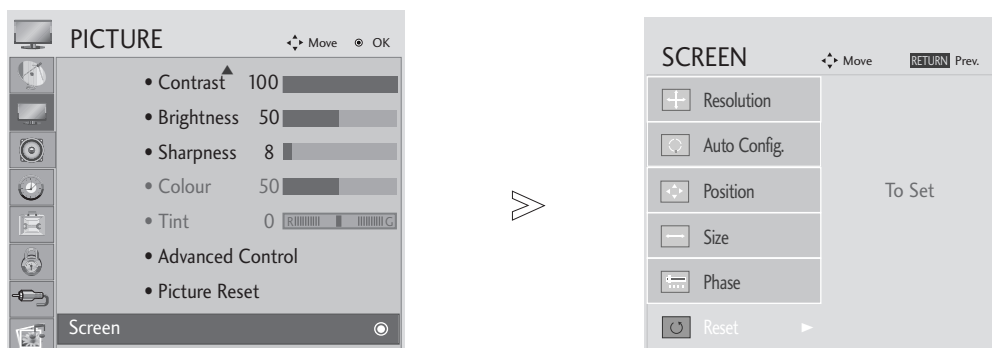 PICTURE
Move OK
• Contrast 100
• Brightness 50
• Sharpness 8
• Colour 50
• Tint 0 R G
• Advanced Control
• Picture Reset
Screen
SCREEN
Move RETURN Prev.
Resolution
Auto Config.
Position
Size
Phase
Reset
To Set